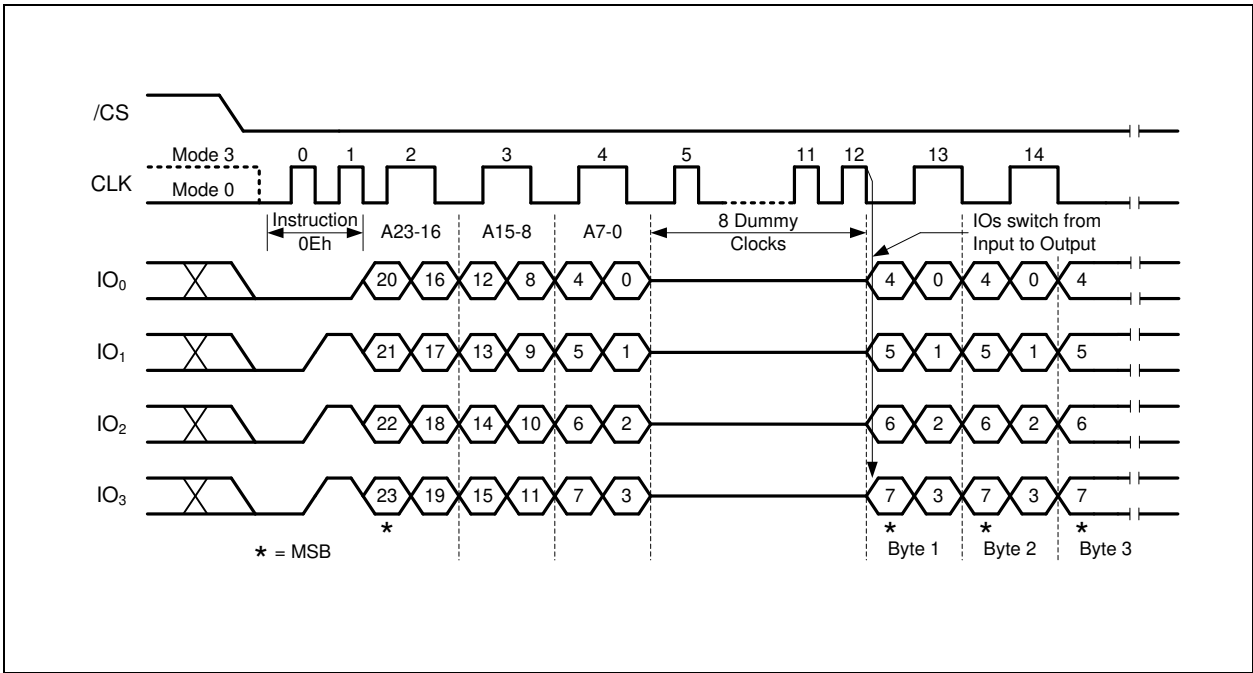 /CS
Mode 3 0 1 2 3 4 5 11 12 13 14
CLK
Mode 0
Instruction 8 Dummy IOs switch from
0Eh A23-16 A15-8 A7-0 Clocks Input to Output
IO₀ 20 16 12 8 4 0 4 0 4 0 4
IO₁ 21 17 13 9 5 1 5 1 5 1 5
IO₂ 22 18 14 10 6 2 6 2 6 2 6
IO₃ 23 19 15 11 7 3 7 3 7 3 7
* * * *
* = MSB Byte 1 Byte 2 Byte 3